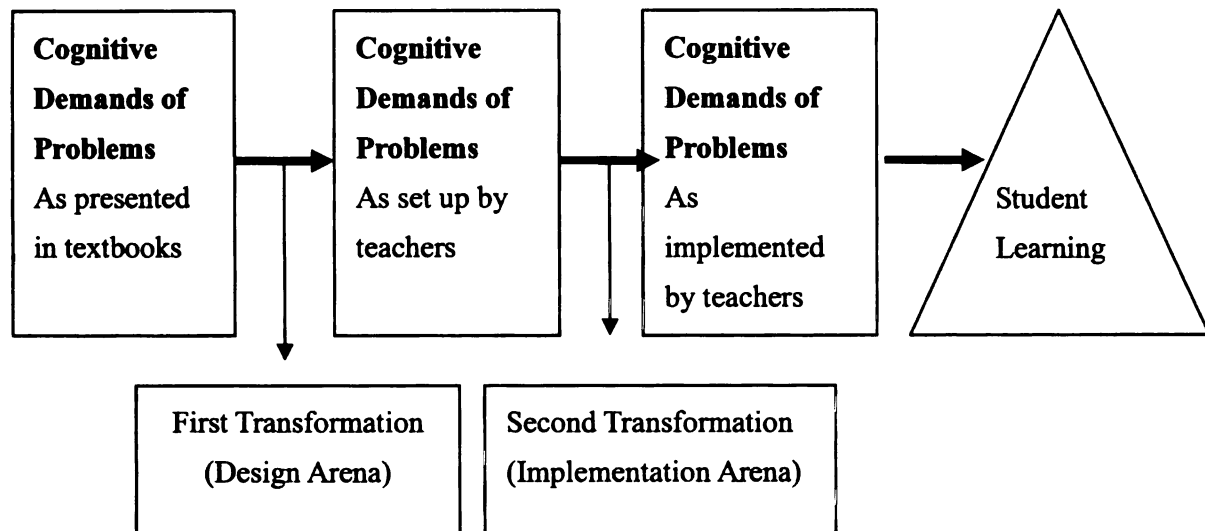 Cognitive
Demands of
Problems
As presented
in textbooks
Cognitive
Demands of
Problems
As set up by
teachers
Cognitive
Demands of
Problems
As
implemented
by teachers
Student
Learning
First Transformation
(Design Arena)
Second Transformation
(Implementation Arena)